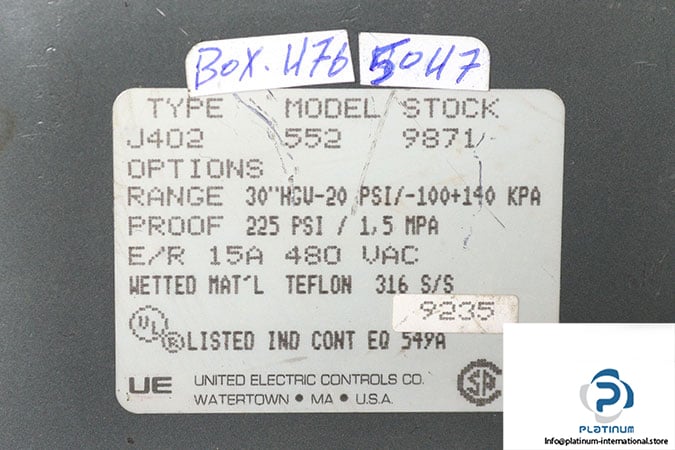 BOX.476 5047
TYPE MODEL STOCK
J402 552 9871
OPTIONS
RANGE 30"HGV-20 PSI/-100+140 KPA
PROOF 225 PSI / 1,5 MPA
E/R 15A 480 VAC
WETTED MAT'L TEFLON 316 S/S
9235
UL ® LISTED IND CONT EQ 549A
UE UNITED ELECTRIC CONTROLS CO.
WATERTOWN • MA • U.S.A.
SA
PLATINUM
Info@platinum-international.store